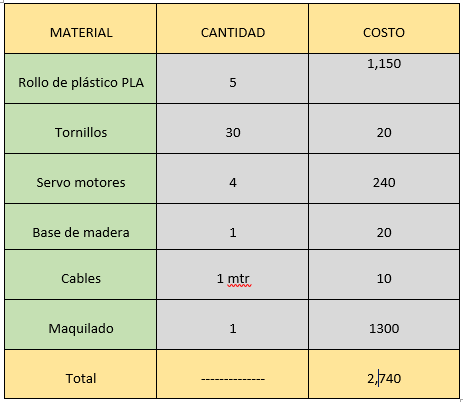 MATERIAL CANTIDAD COSTO
Rollo de plástico PLA 5 1,150
Tornillos 30 20
Servo motores 4 240
Base de madera 1 20
Cables 1 mtr 10
Maquilado 1 1300
Total -------------- 2,740